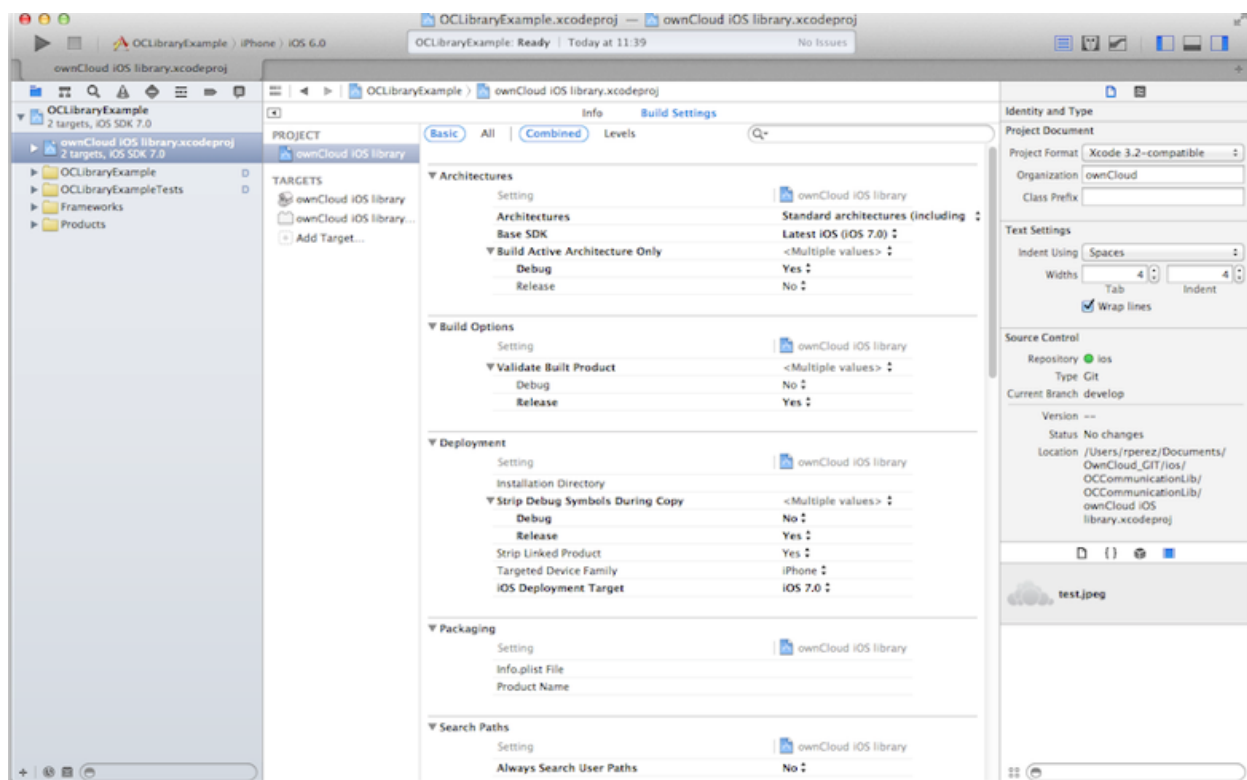 OCLibraryExample.xcodeproj — ownCloud iOS library.xcodeproj
OCLibraryExample iPhone iOS 6.0
OCLibraryExample: Ready | Today at 11:39 No Issues
ownCloud iOS library.xcodeproj
OCLibraryExample ownCloud iOS library.xcodeproj
OCLibraryExample
2 targets, iOS SDK 7.0
ownCloud iOS library.xcodeproj
2 targets, iOS SDK 7.0
OCLibraryExample D
OCLibraryExampleTests D
Frameworks
Products
Info Build Settings
PROJECT
ownCloud iOS library
TARGETS
ownCloud iOS library
ownCloud iOS library...
Add Target...
Basic All Combined Levels
Architectures
Setting ownCloud iOS library
Architectures Standard architectures (including
Base SDK Latest iOS (iOS 7.0)
Build Active Architecture Only <Multiple values>
Debug Yes
Release No
Build Options
Setting ownCloud iOS library
Validate Built Product <Multiple values>
Debug No
Release Yes
Deployment
Setting ownCloud iOS library
Installation Directory
Strip Debug Symbols During Copy <Multiple values>
Debug No
Release Yes
Strip Linked Product Yes
Targeted Device Family iPhone
iOS Deployment Target iOS 7.0
Packaging
Setting ownCloud iOS library
Info.plist File
Product Name
Search Paths
Setting ownCloud iOS library
Always Search User Paths No
Identity and Type
Project Document
Project Format Xcode 3.2-compatible
Organization ownCloud
Class Prefix
Text Settings
Indent Using Spaces
Widths 4 4
Tab Indent
Wrap lines
Source Control
Repository ios
Type Git
Current Branch develop
Version --
Status No changes
Location /Users/rperez/Documents/
OwnCloud_GIT/ios/
OCCommunicationLib/
OCCommunicationLib/
ownCloud iOS
library.xcodeproj
{}
test.jpeg